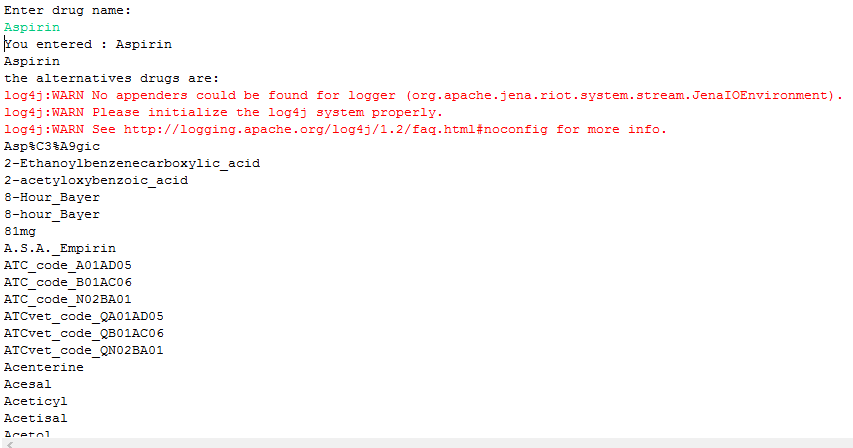 Enter drug name:
Aspirin
You entered : Aspirin
Aspirin
the alternatives drugs are:
log4j:WARN No appenders could be found for logger (org.apache.jena.riot.system.stream.JenaIOEnvironment).
log4j:WARN Please initialize the log4j system properly.
log4j:WARN See http://logging.apache.org/log4j/1.2/faq.html#noconfig for more info.
Asp%C3%A9gic
2-Ethanoylbenzenecarboxylic_acid
2-acetyloxybenzoic_acid
8-Hour_Bayer
8-hour_Bayer
81mg
A.S.A._Empirin
ATC_code_A01AD05
ATC_code_B01AC06
ATC_code_N02BA01
ATCvet_code_QA01AD05
ATCvet_code_QB01AC06
ATCvet_code_QN02BA01
Acenterine
Acesal
Aceticyl
Acetisal
Acetol